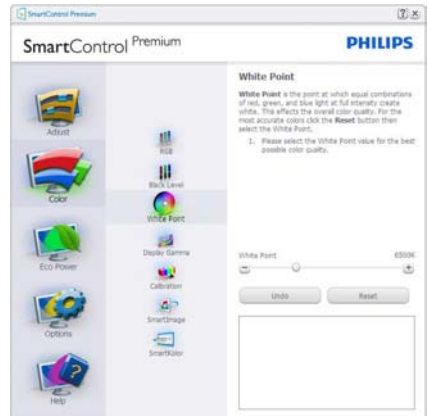 SmartControl Premium
SmartControl Premium
PHILIPS
Adjust
Color
Eco Power
Options
Help
RGB
Black Level
White Point
Display Gamma
Calibration
SmartImage
SmartKolor
White Point
White Point is the point at which equal combinations
of red, green, and blue light at full intensity create
white. This effects the overall color quality. For the
most accurate colors click the Reset button then
select the White Point.
1. Please select the White Point value for the best
possible color quality.
White Point 6500K
Undo Reset